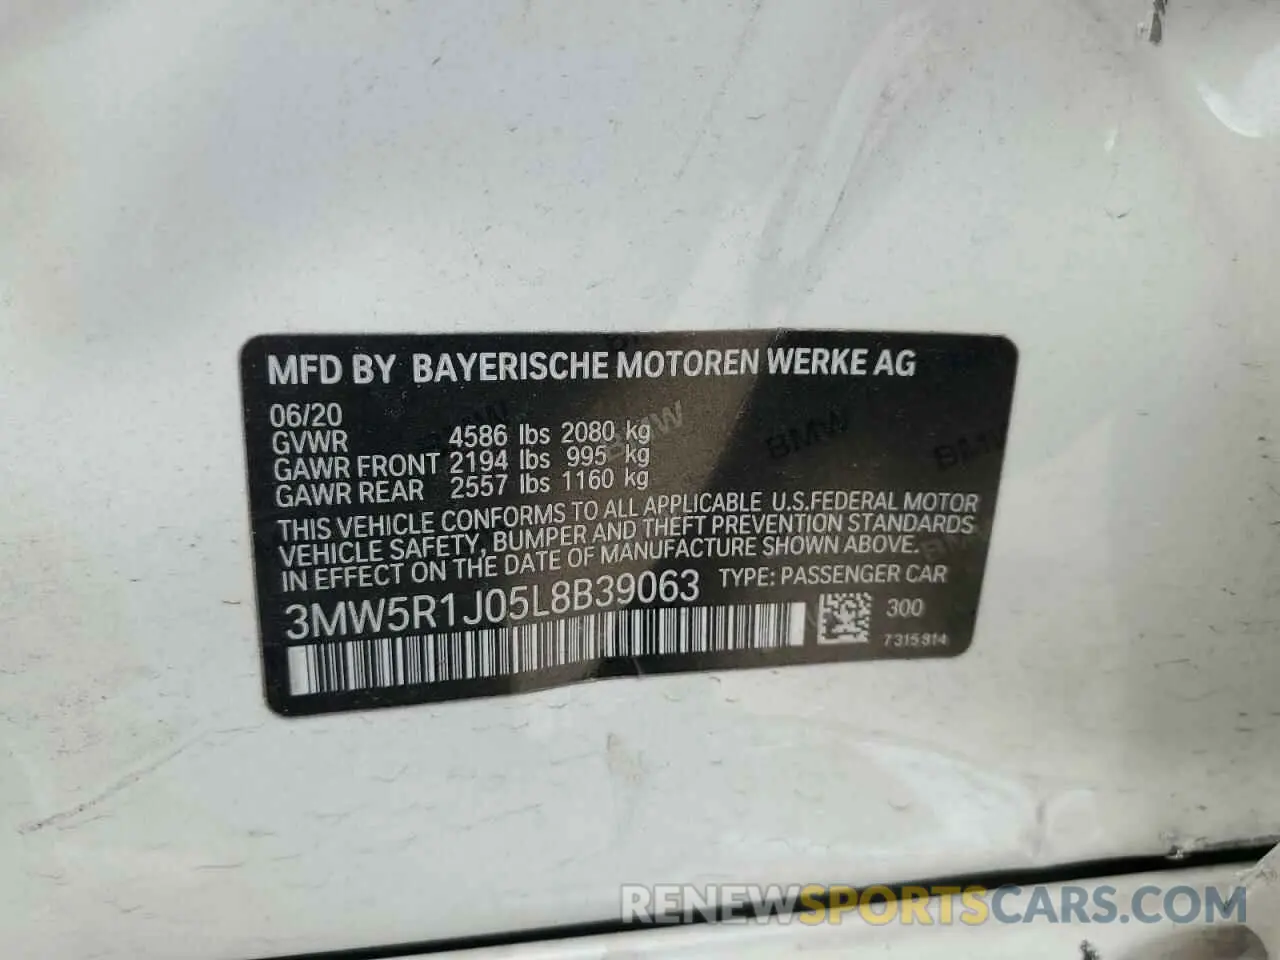 MFD BY BAYERISCHE MOTOREN WERKE AG
06/20
GVWR 4586 lbs 2080 kg
GAWR FRONT 2194 lbs 995 kg
GAWR REAR 2557 lbs 1160 kg
THIS VEHICLE CONFORMS TO ALL APPLICABLE U.S.FEDERAL MOTOR
VEHICLE SAFETY, BUMPER AND THEFT PREVENTION STANDARDS
IN EFFECT ON THE DATE OF MANUFACTURE SHOWN ABOVE.
3MW5R1J05L8B39063 TYPE: PASSENGER CAR
300
7315814
RENEWSPORTSCARS.COM